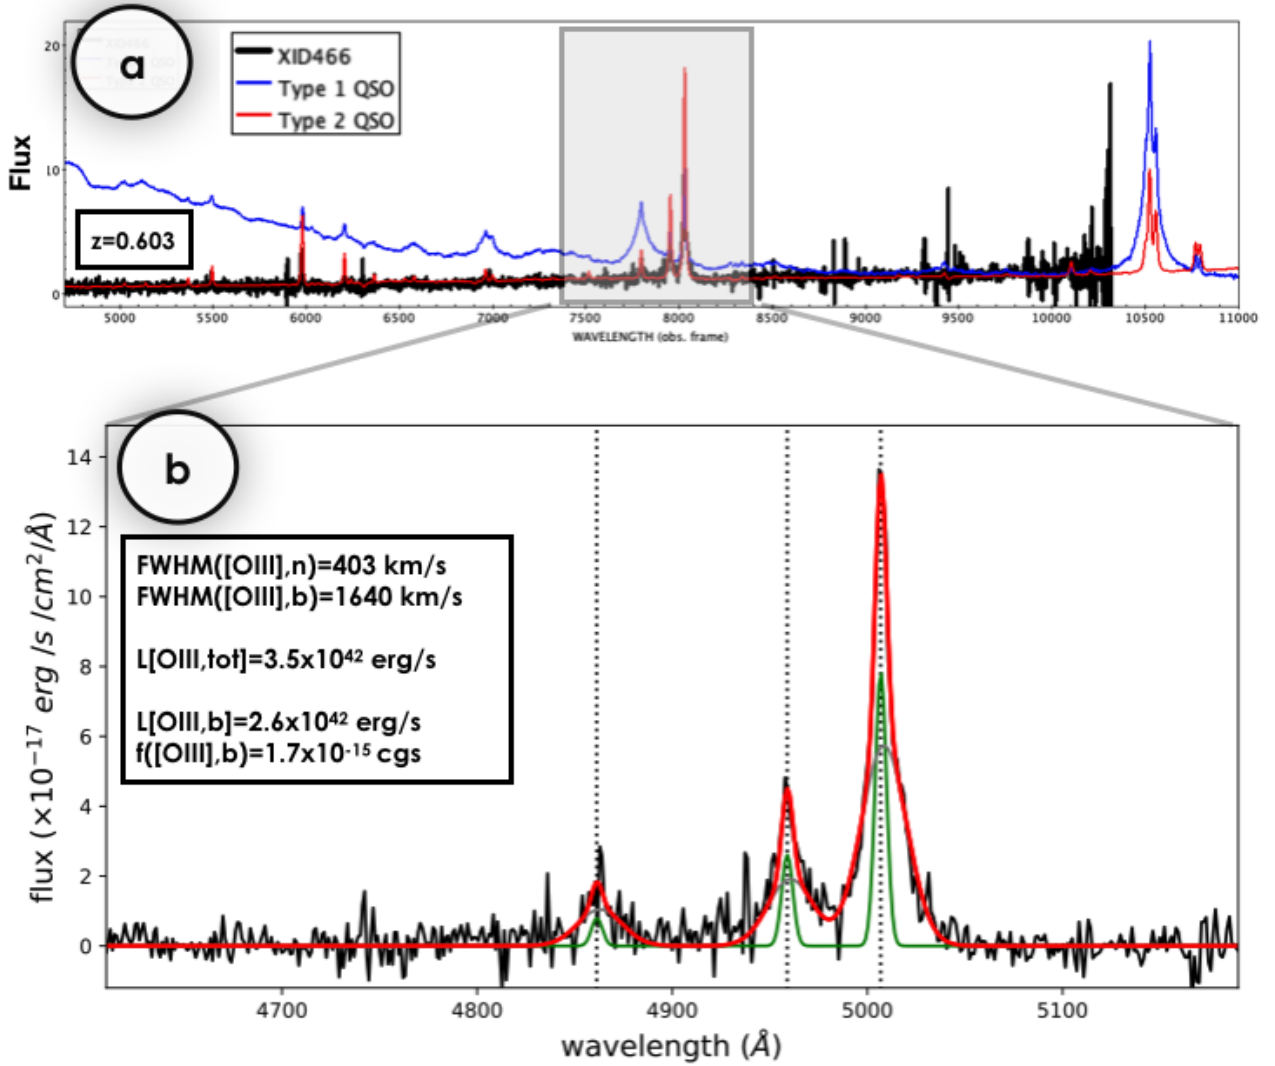 a
XID466
Type 1 QSO
Type 2 QSO
Flux
20
10
0
z=0.603
5000 5500 6000 6500 7000 7500 8000 8500 9000 9500 10000 10500 11000
WAVELENGTH (obs. frame)
b
FWHM([OIII],n)=403 km/s
FWHM([OIII],b)=1640 km/s
L[OIII,tot]=3.5x10⁴² erg/s
L[OIII,b]=2.6x10⁴² erg/s
f([OIII],b)=1.7x10⁻¹⁵ cgs
flux (×10⁻¹⁷ erg /s /cm²/Å)
14
12
10
8
6
4
2
0
4700 4800 4900 5000 5100
wavelength (Å)